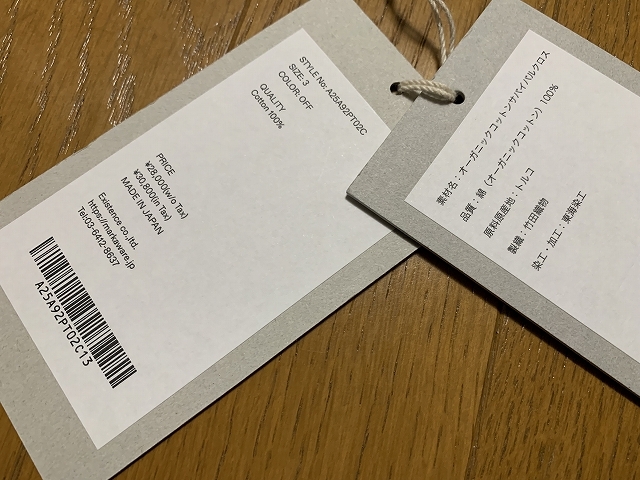 STYLE No: A25A92PT02C
SIZE: 3
COLOR: OFF
QUALITY
Cotton 100%
PRICE
¥28,000(w/o Tax)
¥30,800(in Tax)
MADE IN JAPAN
Existence co.,ltd.
https://markaware.jp
Tel:03-6412-8637
A25A92PT02C13
素材名：オーガニックコットンサバイバルクロス
品質：綿（オーガニックコットン）100%
原料原産地：トルコ
製織：竹田織物
染工・加工：東海染工